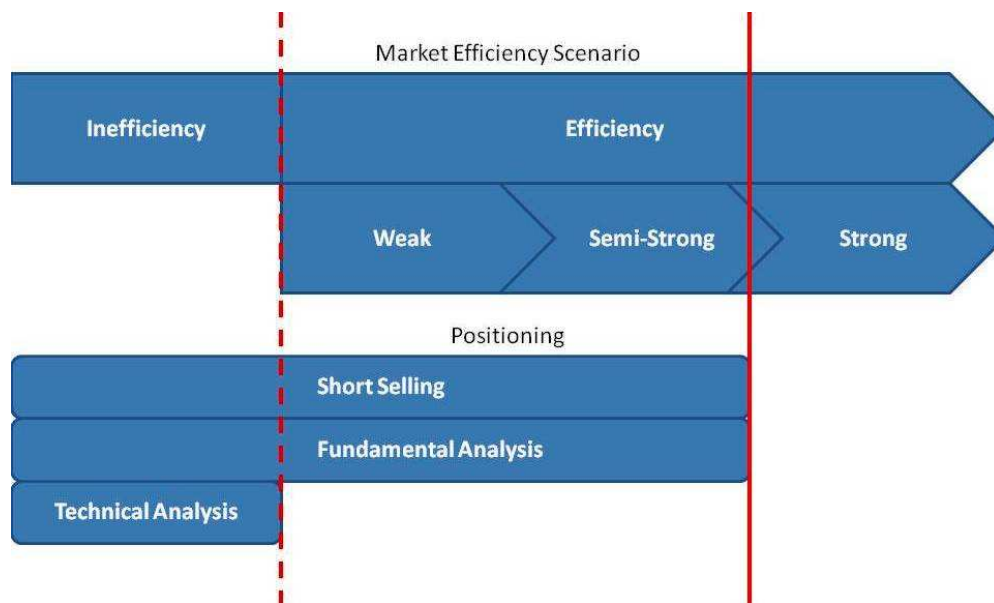 Market Efficiency Scenario
Inefficiency
Efficiency
Weak
Semi-Strong
Strong
Positioning
Short Selling
Fundamental Analysis
Technical Analysis